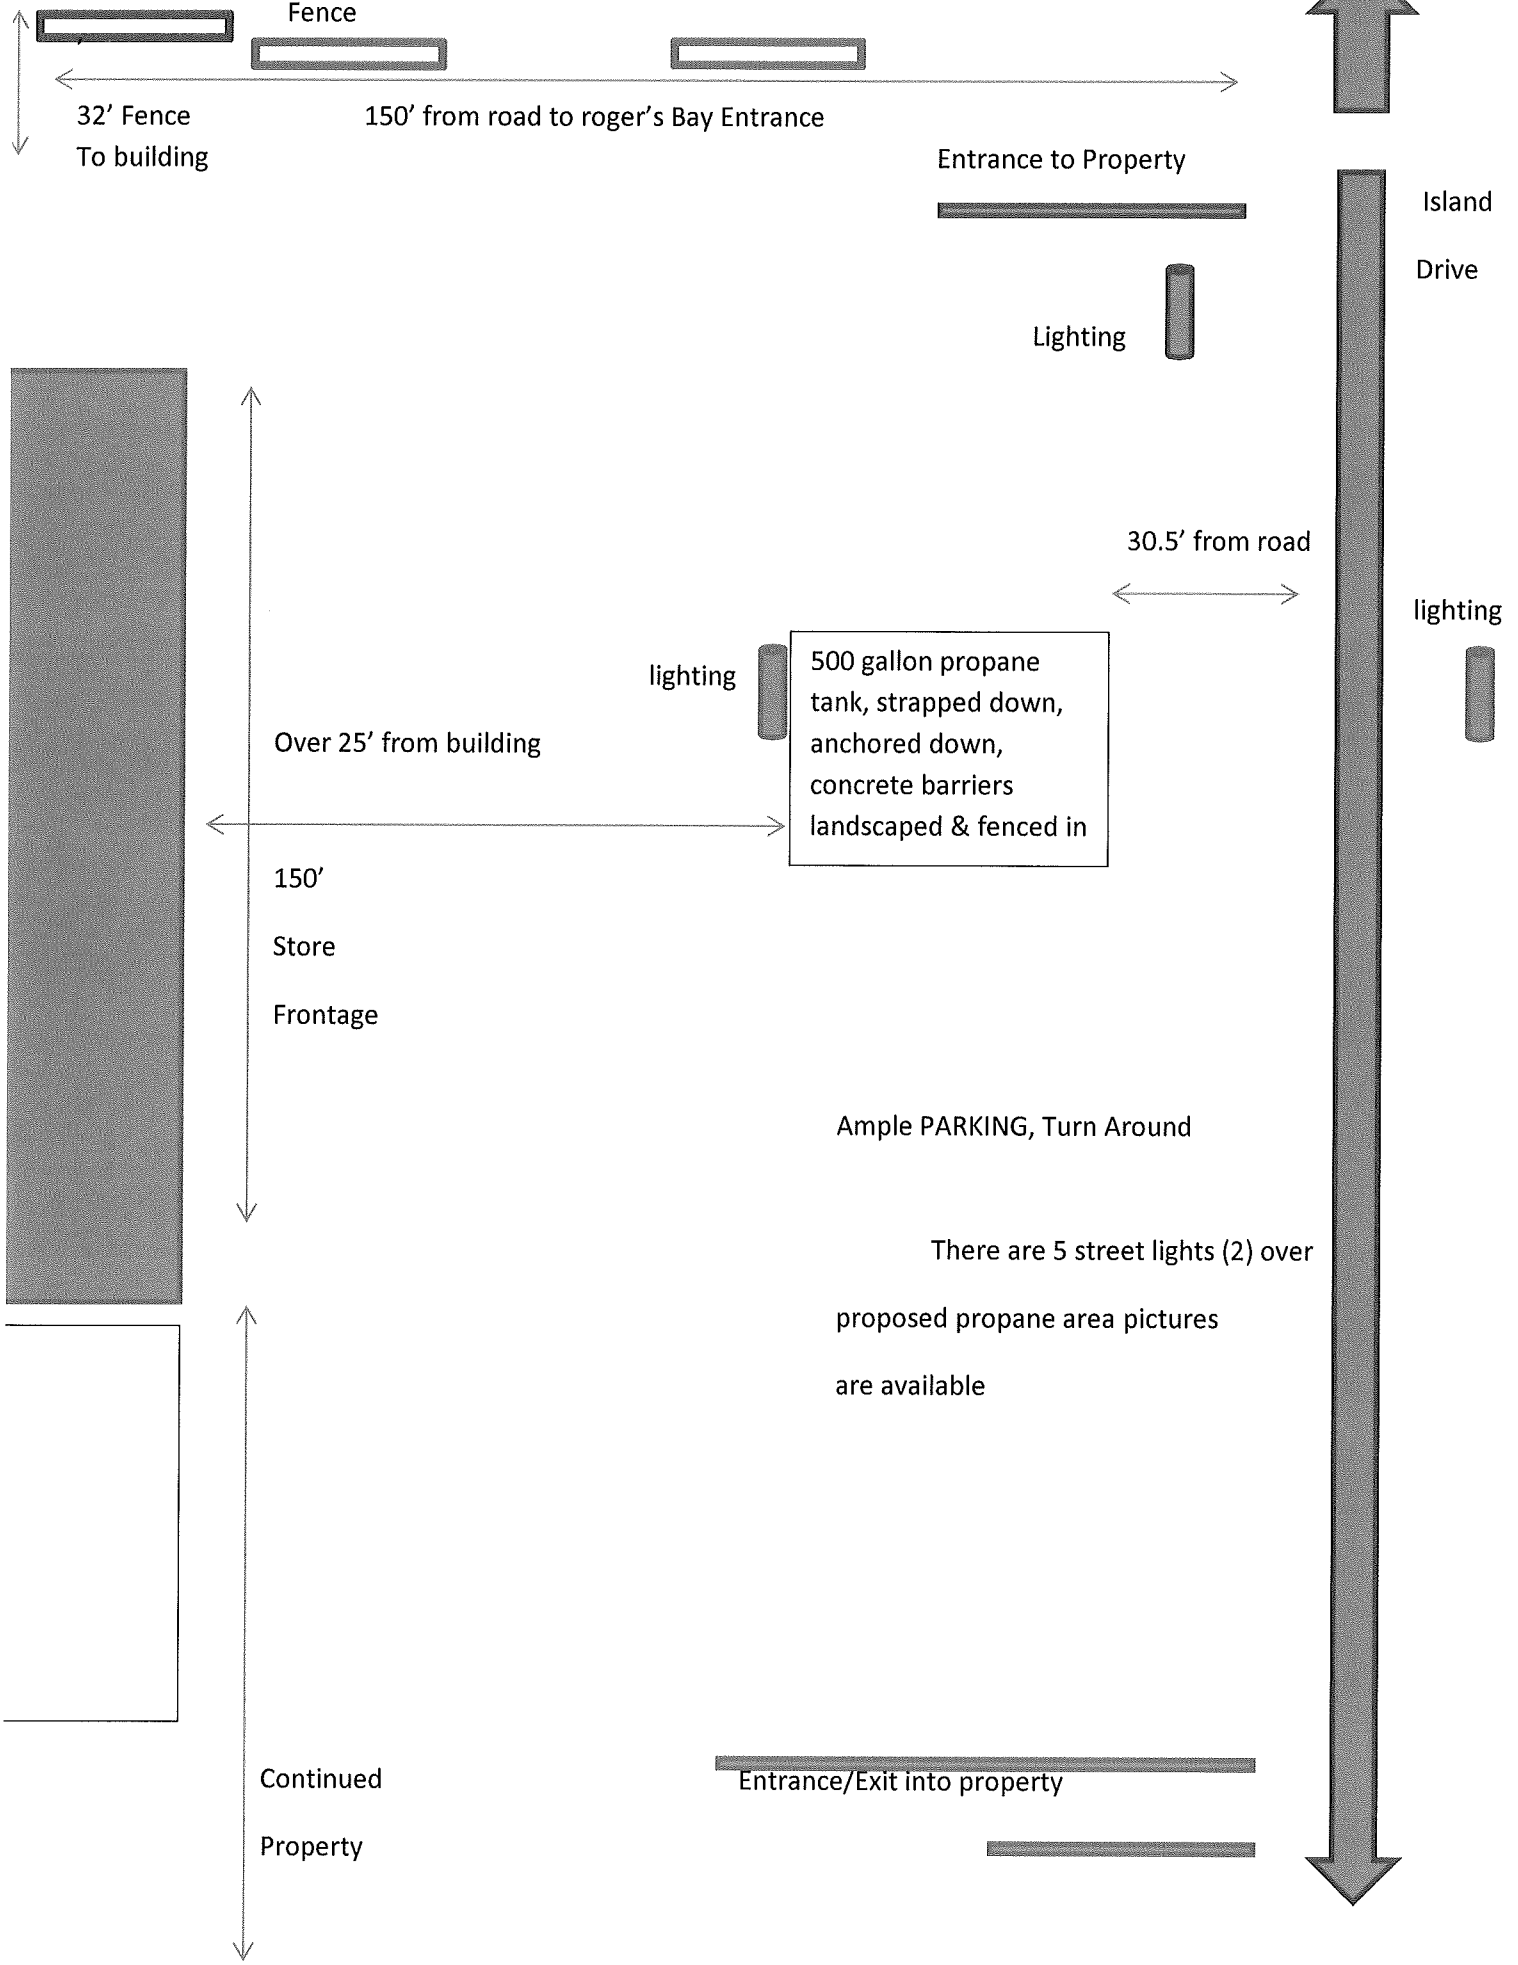 Fence
32’ Fence
To building
150’ from road to roger’s Bay Entrance
Entrance to Property
Island
Drive
Lighting
30.5’ from road
lighting
lighting
500 gallon propane
tank, strapped down,
anchored down,
concrete barriers
landscaped & fenced in
Over 25’ from building
150’
Store
Frontage
Ample PARKING, Turn Around
There are 5 street lights (2) over
proposed propane area pictures
are available
Continued
Property
Entrance/Exit into property